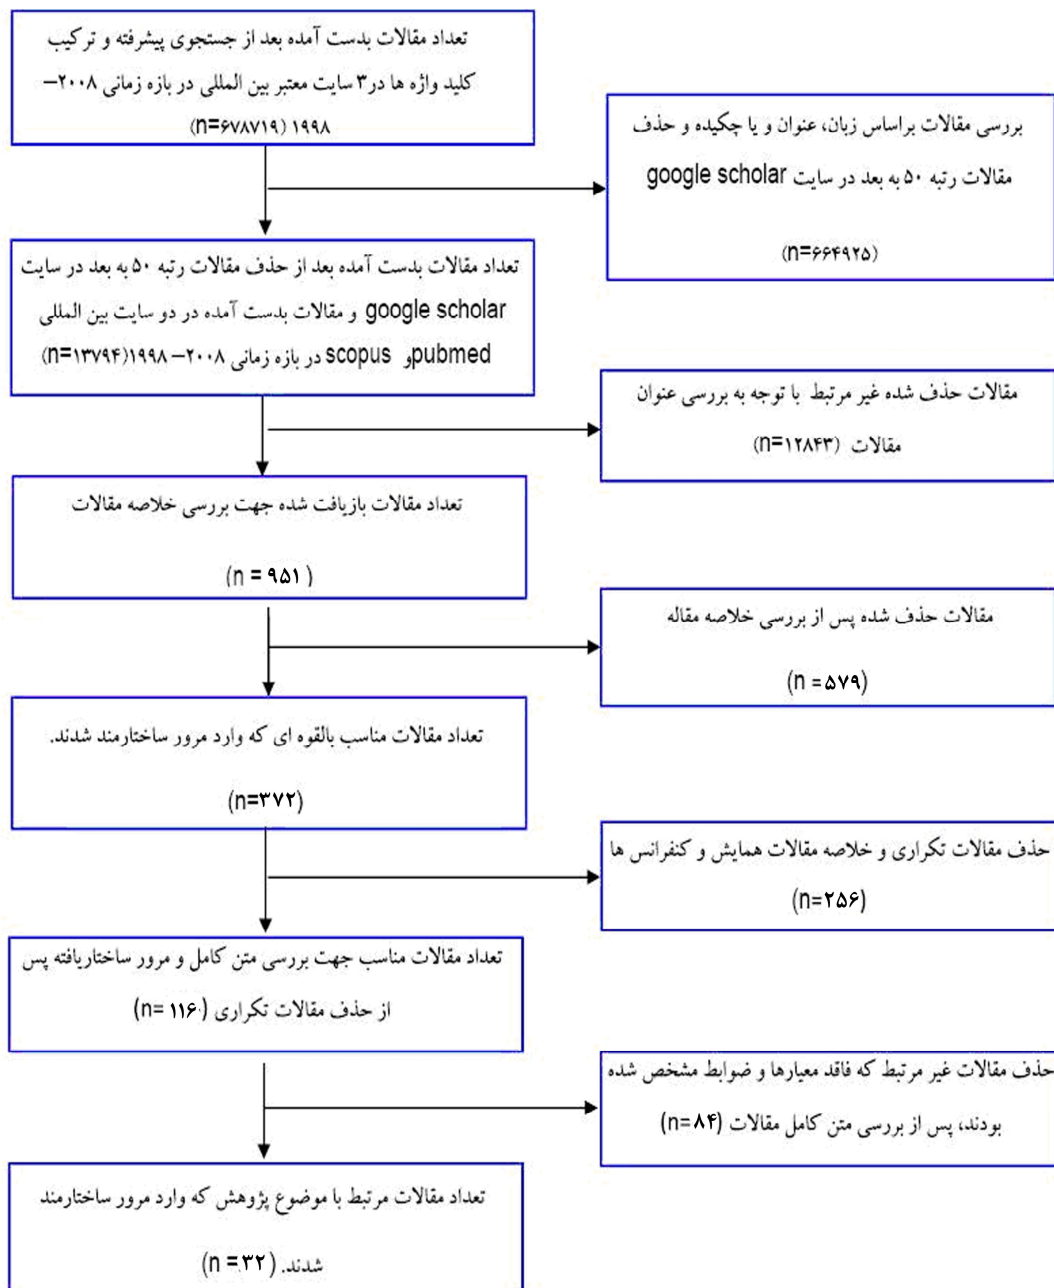 تعداد مقالات بدست آمده بعد از جستجوی پیشرفته و ترکیب
کلید واژه ها در۳ سایت معتبر بین المللی در بازه زمانی ۲۰۰۸–
۱۹۹۸ (n=۶۷۸۷۱۹)
بررسی مقالات براساس زبان، عنوان و یا چکیده و حذف
مقالات رتبه ۵۰ به بعد در سایت google scholar
(n=۶۶۴۹۲۵)
تعداد مقالات بدست آمده بعد از حذف مقالات رتبه ۵۰ به بعد در سایت
google scholar و مقالات بدست آمده در دو سایت بین المللی
pubmedو scopus در بازه زمانی ۲۰۰۸–۱۹۹۸(n=۱۳۷۹۴)
مقالات حذف شده غیر مرتبط با توجه به بررسی عنوان
مقالات (n=۱۲۸۴۳)
تعداد مقالات بازیافت شده جهت بررسی خلاصه مقالات
(n = ۹۵۱)
مقالات حذف شده پس از بررسی خلاصه مقاله
(n =۵۷۹)
تعداد مقالات مناسب بالقوه ای که وارد مرور ساختارمند شدند.
(n=۳۷۲)
حذف مقالات تکراری و خلاصه مقالات همایش و کنفرانس ها
(n=۲۵۶)
تعداد مقالات مناسب جهت بررسی متن کامل و مرور ساختاریافته پس
از حذف مقالات تکراری (n= ۱۱۶)
حذف مقالات غیر مرتبط که فاقد معیارها و ضوابط مشخص شده
بودند، پس از بررسی متن کامل مقالات (n=۸۴)
تعداد مقالات مرتبط با موضوع پژوهش که وارد مرور ساختارمند
شدند. (n =۳۲)